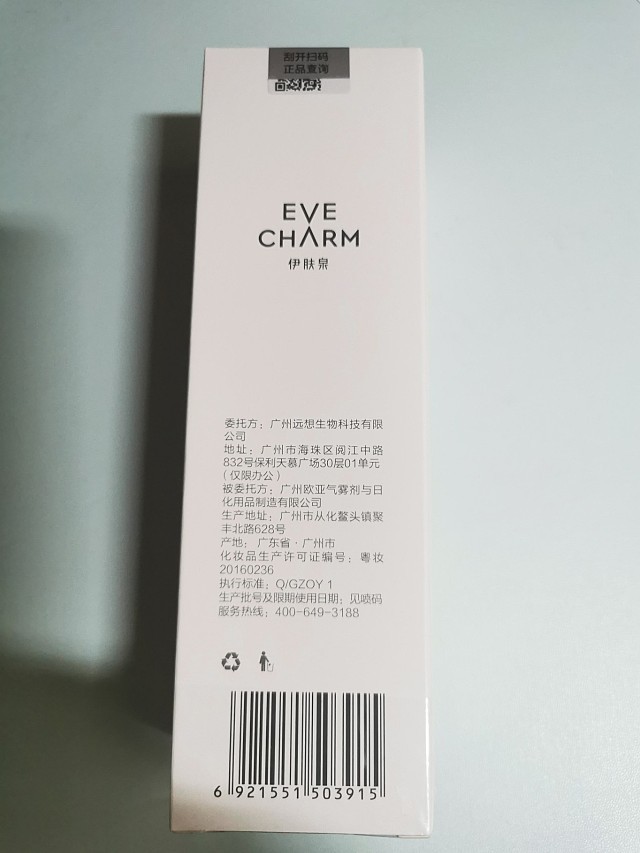 刮开扫码
正品查询
EVE
CHARM
伊肤泉
委托方：广州远想生物科技有限
公司
地址：广州市海珠区阅江中路
832号保利天幕广场30层01单元
（仅限办公）
被委托方：广州欧亚气雾剂与日
化用品制造有限公司
生产地址：广州市从化鳌头镇聚
丰北路628号
产地：广东省·广州市
化妆品生产许可证编号：粤妆
20160236
执行标准：Q/GZOY 1
生产批号及限期使用日期：见喷码
服务热线：400-649-3188
6 921551 503915